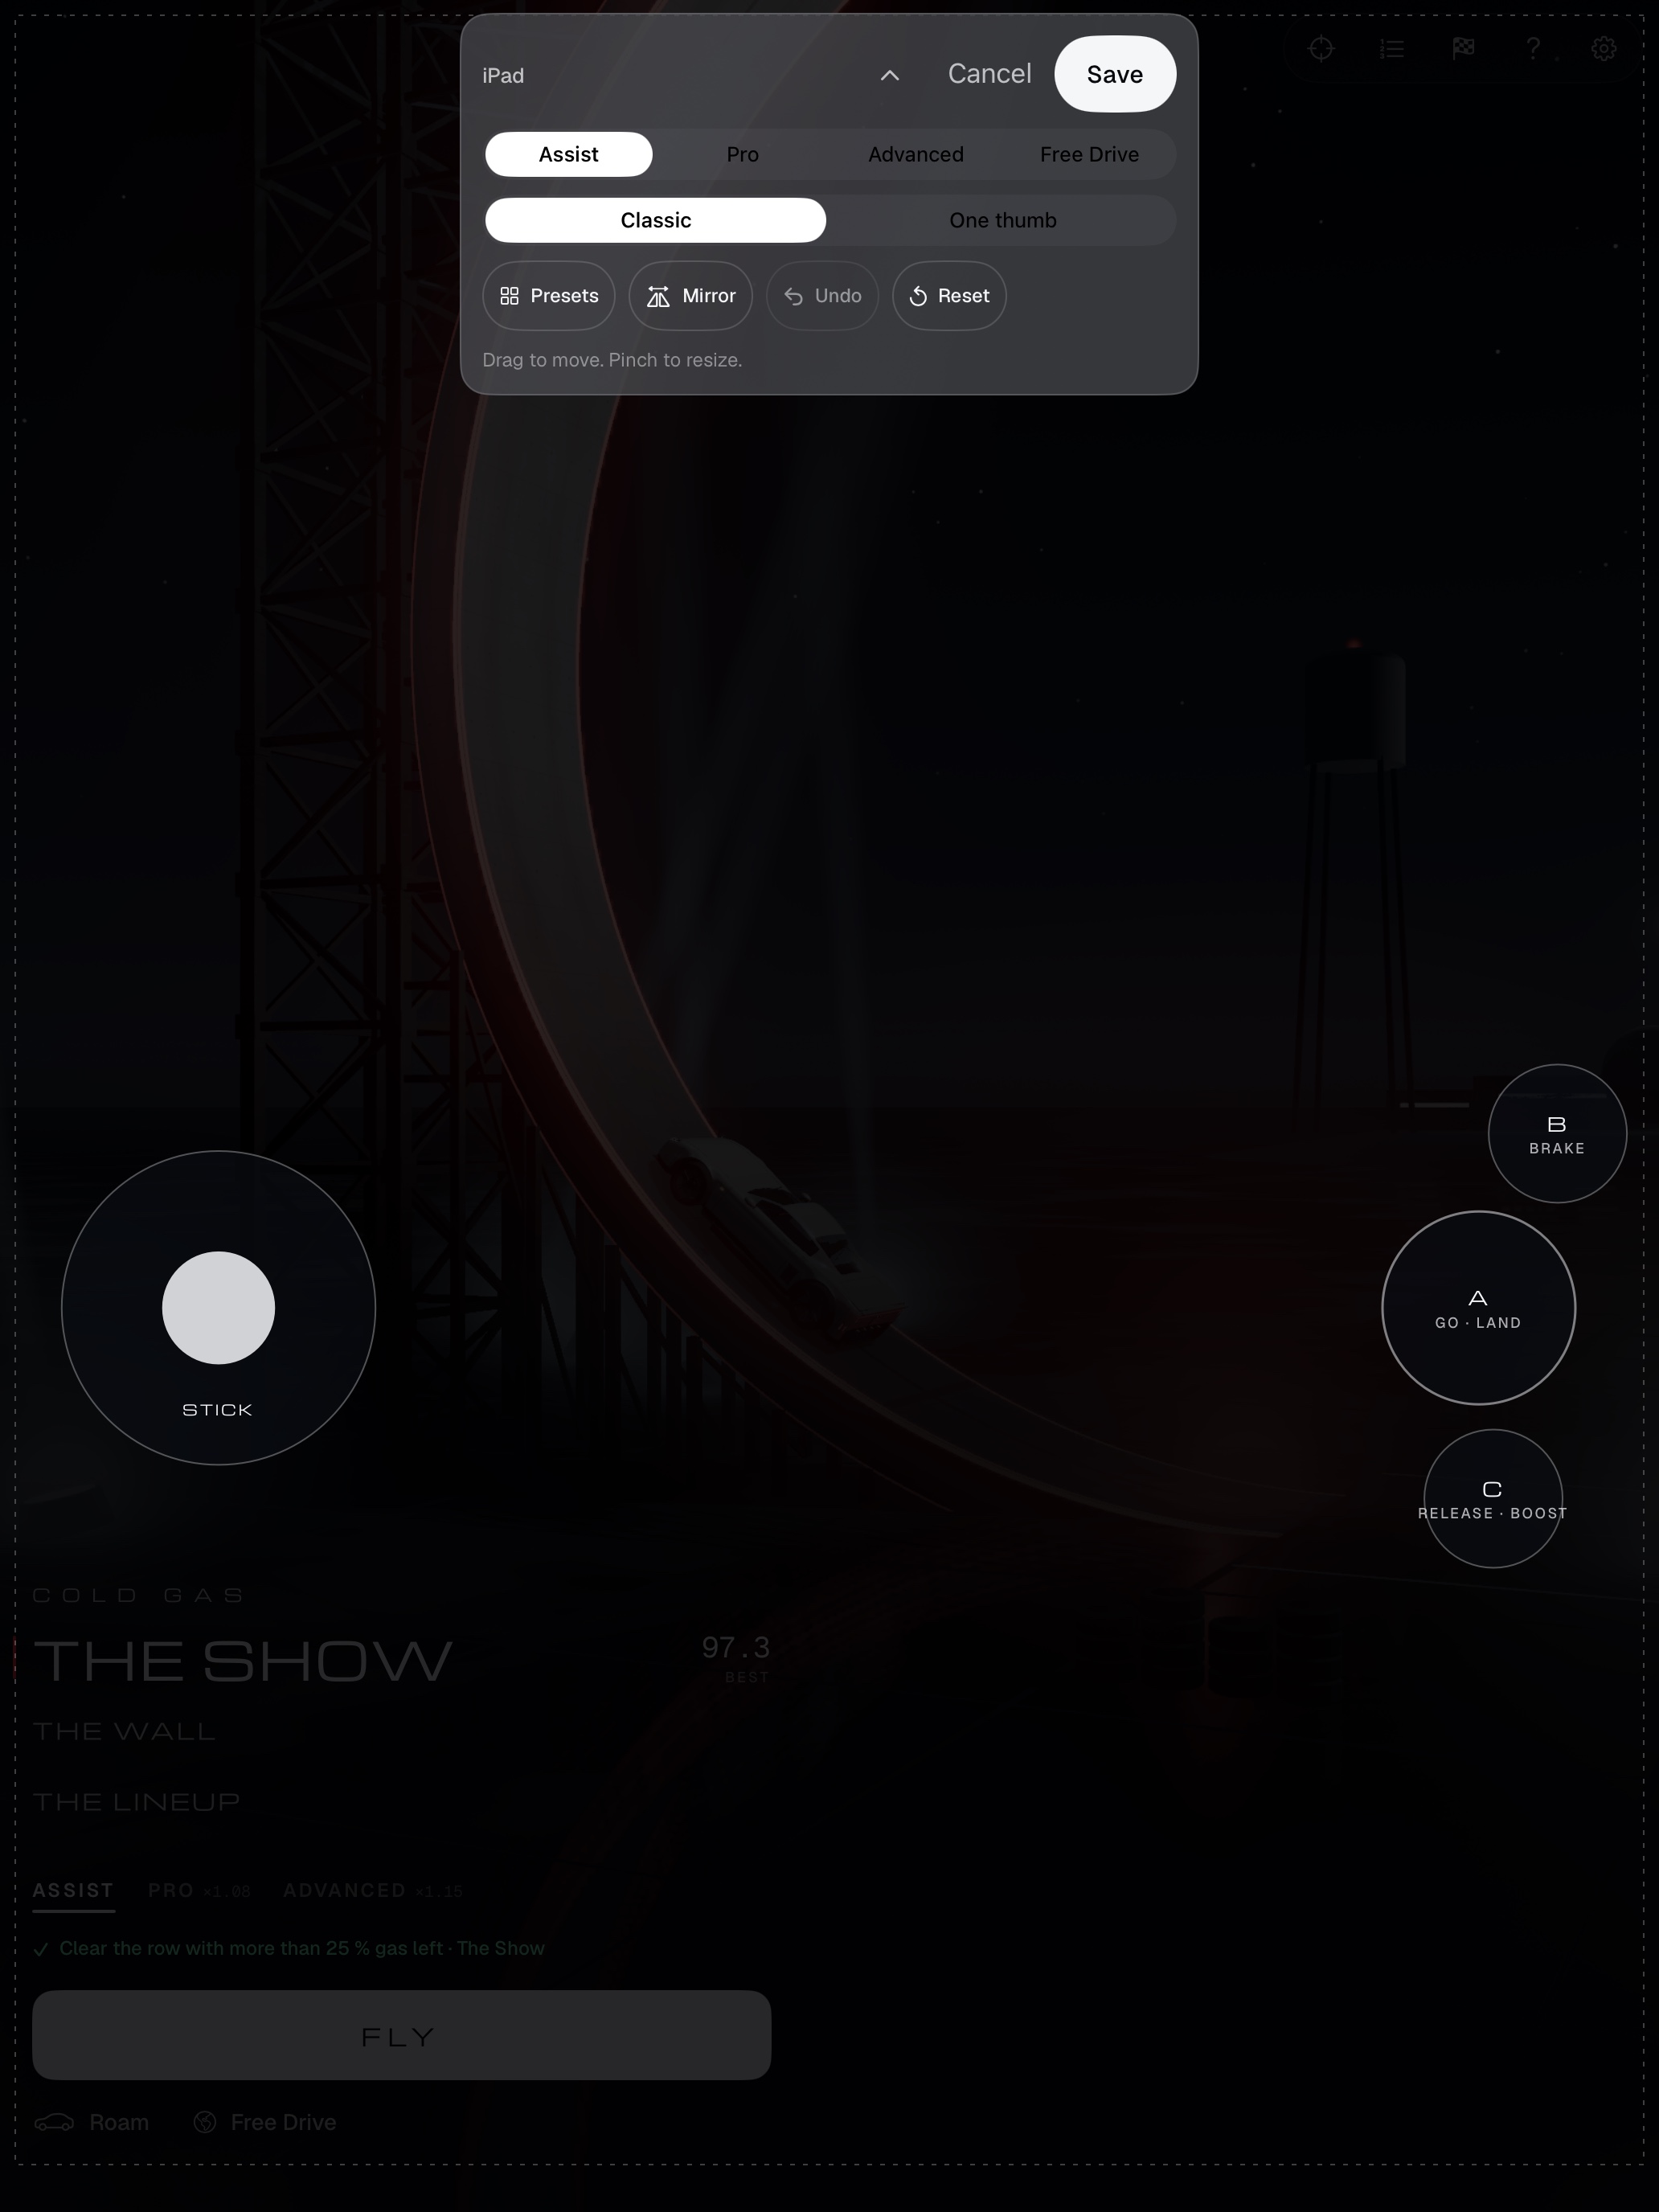 iPad
Cancel
Save
Assist
Pro
Advanced
Free Drive
Classic
One thumb
Presets
Mirror
Undo
Reset
Drag to move. Pinch to resize.
B
BRAKE
A
GO · LAND
STICK
C
RELEASE · BOOST
COLD GAS
THE SHOW
97.3
BEST
THE WALL
THE LINEUP
ASSIST
PRO ×1.08
ADVANCED ×1.15
Clear the row with more than 25 % gas left · The Show
FLY
Roam
Free Drive